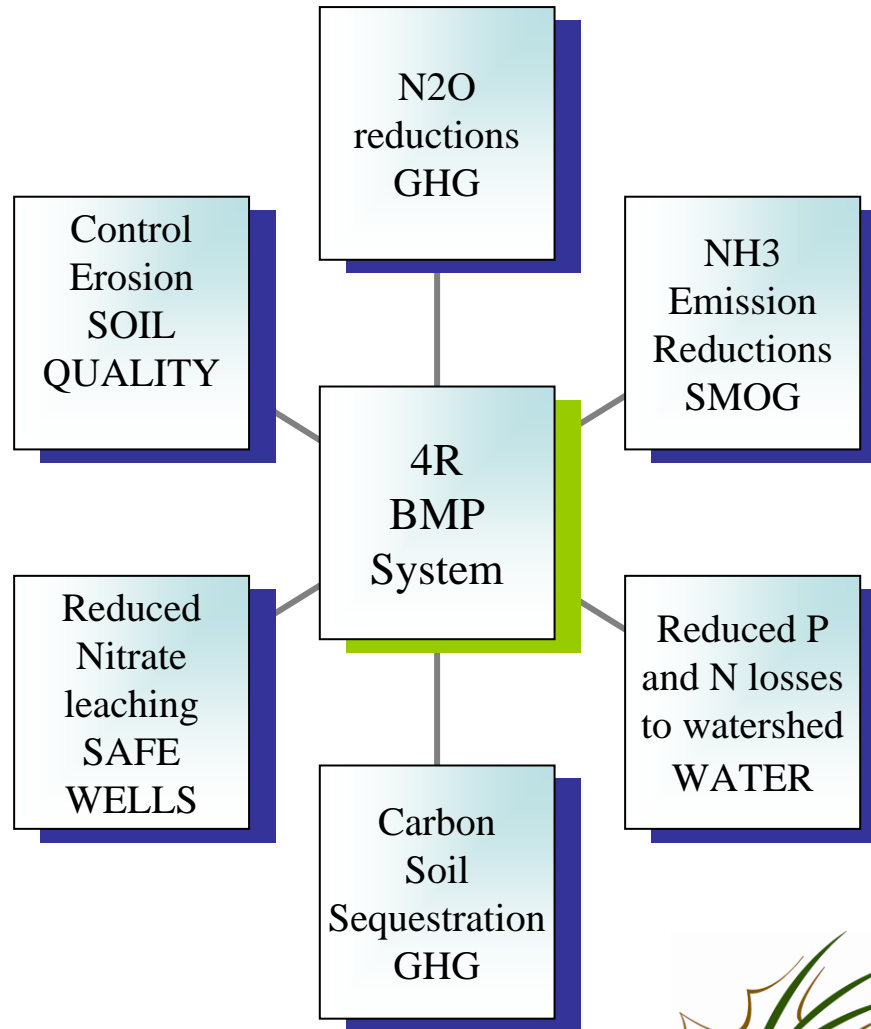 N2O
reductions
GHG
Control
Erosion
SOIL
QUALITY
NH3
Emission
Reductions
SMOG
4R
BMP
System
Reduced
Nitrate
leaching
SAFE
WELLS
Reduced P
and N losses
to watershed
WATER
Carbon
Soil
Sequestration
GHG